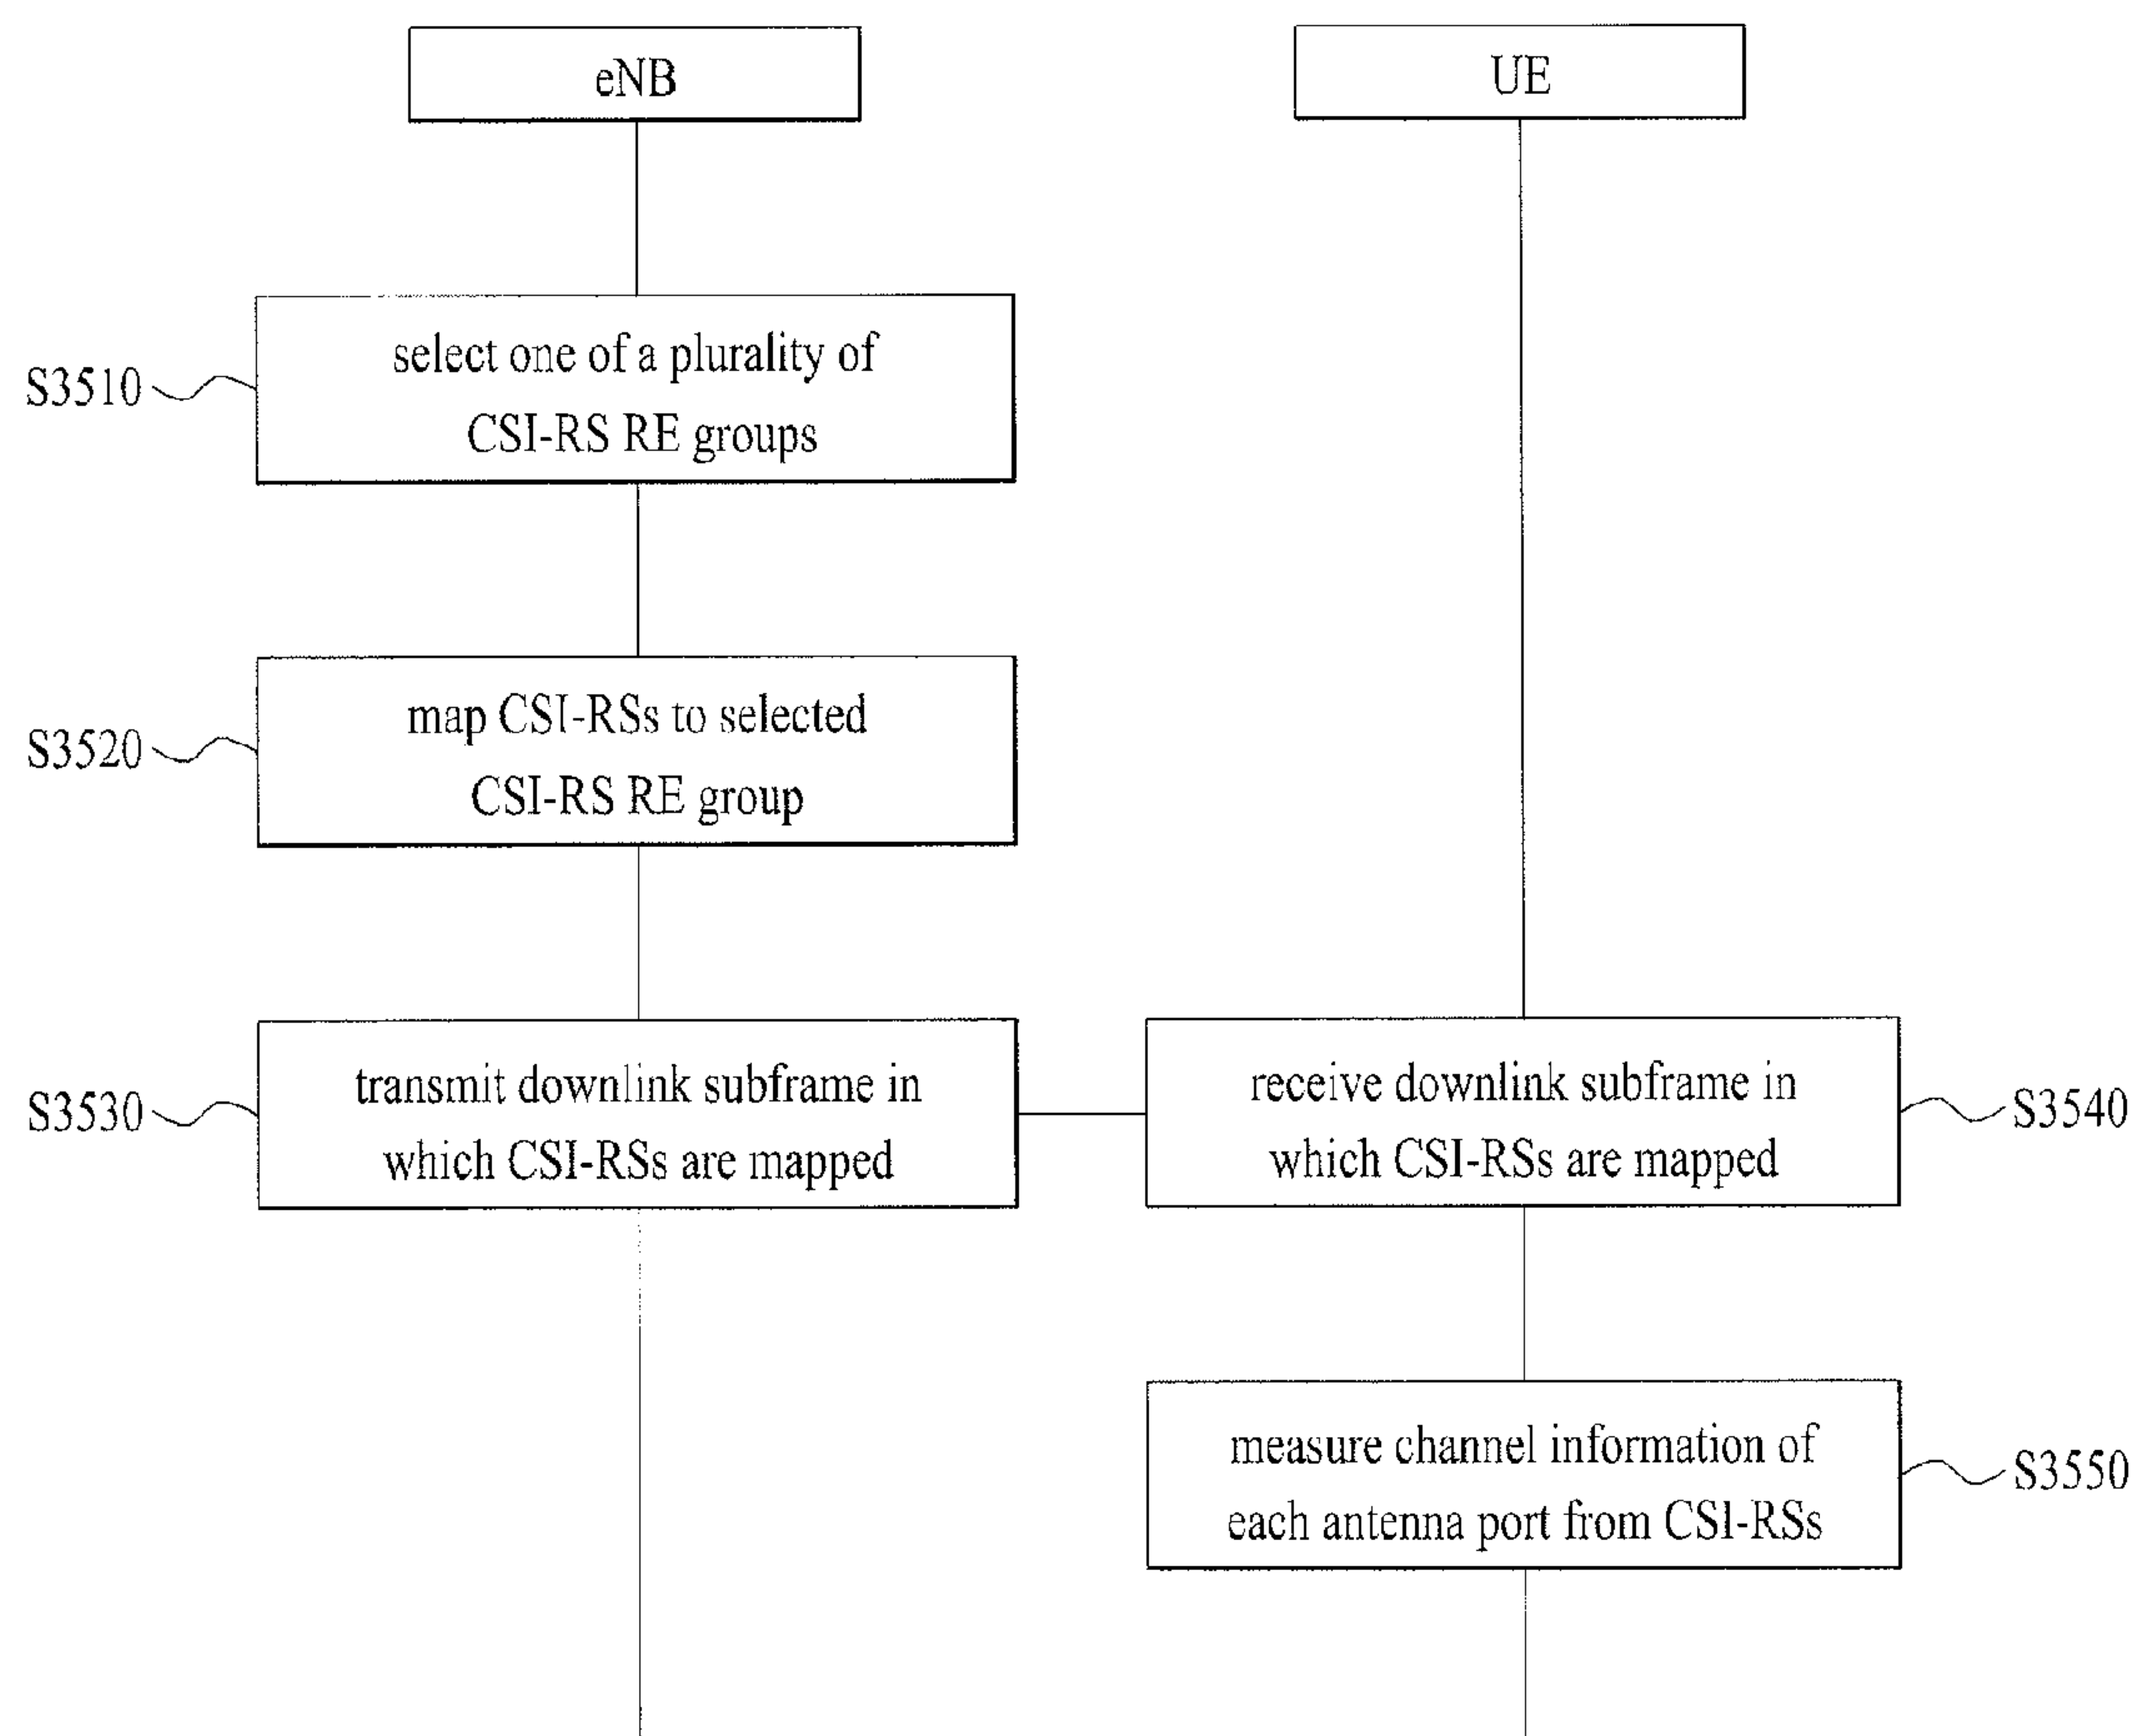 eNB
UE
S3510
select one of a plurality of
CSI-RS RE groups
S3520
map CSI-RSs to selected
CSI-RS RE group
S3530
transmit downlink subframe in
which CSI-RSs are mapped
receive downlink subframe in
which CSI-RSs are mapped
S3540
measure channel information of
each antenna port from CSI-RSs
S3550